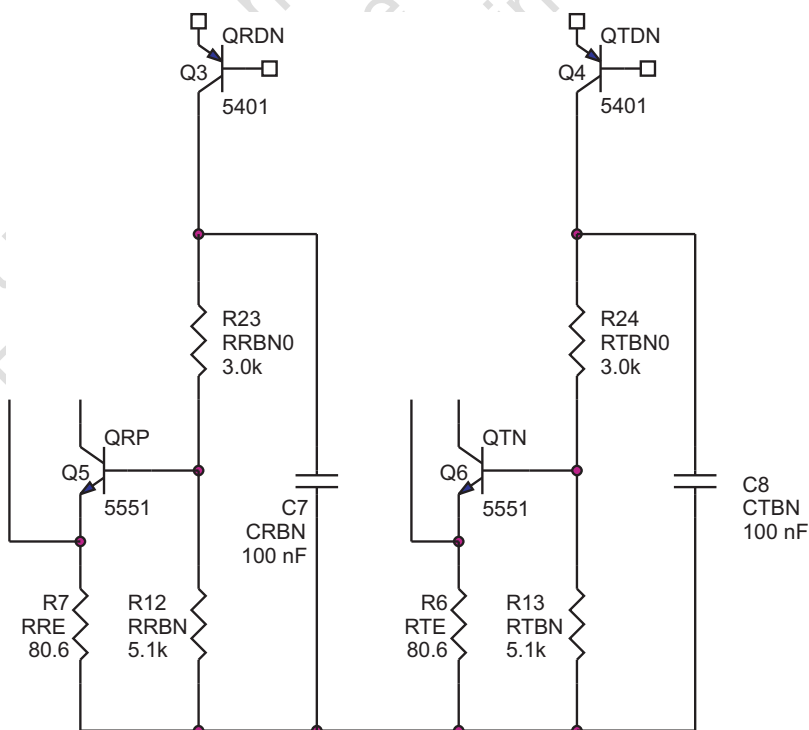 QRDN
Q3
5401
QTDN
Q4
5401
R23
RRBN0
3.0k
R24
RTBN0
3.0k
QRP
Q5
5551
QTN
Q6
5551
C7
CRBN
100 nF
C8
CTBN
100 nF
R7
RRE
80.6
R12
RRBN
5.1k
R6
RTE
80.6
R13
RTBN
5.1k